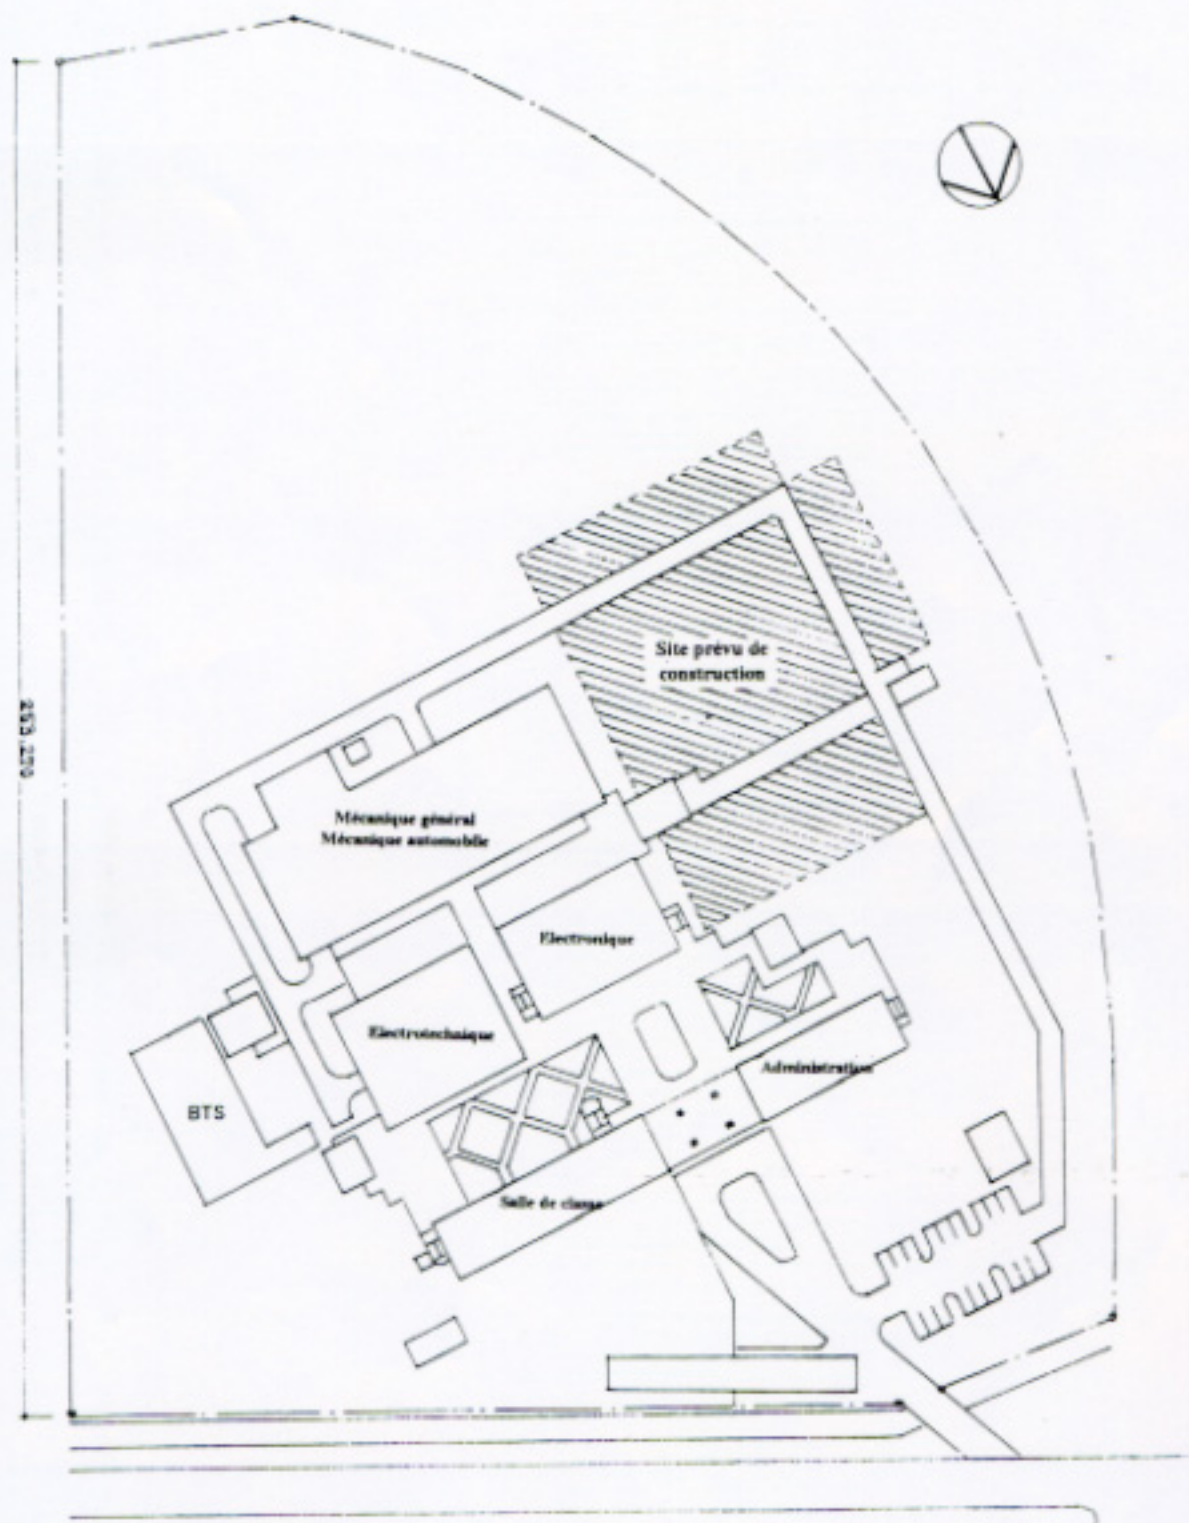 Site prévu de
construction
Mécanique général
Mécanique automobile
Electronique
Electrotechnique
Administration
BTS
Salle de classe